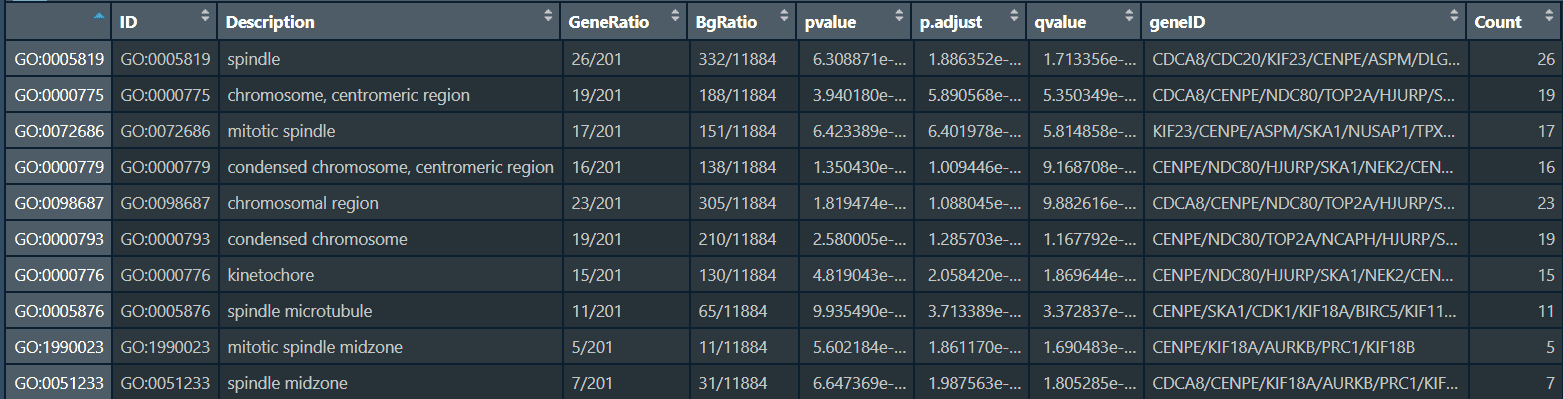 ID Description GeneRatio BgRatio pvalue p.adjust qvalue geneID Count
GO:0005819 GO:0005819 spindle 26/201 332/11884 6.308871e-... 1.886352e-... 1.713356e-... CDCA8/CDC20/KIF23/CENPE/ASPM/DLG... 26
GO:0000775 GO:0000775 chromosome, centromeric region 19/201 188/11884 3.940180e-... 5.890568e-... 5.350349e-... CDCA8/CENPE/NDC80/TOP2A/HJURP/S... 19
GO:0072686 GO:0072686 mitotic spindle 17/201 151/11884 6.423389e-... 6.401978e-... 5.814858e-... KIF23/CENPE/ASPM/SKA1/NUSAP1/TPX... 17
GO:0000779 GO:0000779 condensed chromosome, centromeric region 16/201 138/11884 1.350430e-... 1.009446e-... 9.168708e-... CENPE/NDC80/HJURP/SKA1/NEK2/CEN... 16
GO:0098687 GO:0098687 chromosomal region 23/201 305/11884 1.819474e-... 1.088045e-... 9.882616e-... CDCA8/CENPE/NDC80/TOP2A/HJURP/S... 23
GO:0000793 GO:0000793 condensed chromosome 19/201 210/11884 2.580005e-... 1.285703e-... 1.167792e-... CENPE/NDC80/TOP2A/NCAPH/HJURP/S... 19
GO:0000776 GO:0000776 kinetochore 15/201 130/11884 4.819043e-... 2.058420e-... 1.869644e-... CENPE/NDC80/HJURP/SKA1/NEK2/CEN... 15
GO:0005876 GO:0005876 spindle microtubule 11/201 65/11884 9.935490e-... 3.713389e-... 3.372837e-... CENPE/SKA1/CDK1/KIF18A/BIRC5/KIF11... 11
GO:1990023 GO:1990023 mitotic spindle midzone 5/201 11/11884 5.602184e-... 1.861170e-... 1.690483e-... CENPE/KIF18A/AURKB/PRC1/KIF18B 5
GO:0051233 GO:0051233 spindle midzone 7/201 31/11884 6.647369e-... 1.987563e-... 1.805285e-... CDCA8/CENPE/KIF18A/AURKB/PRC1/KIF... 7